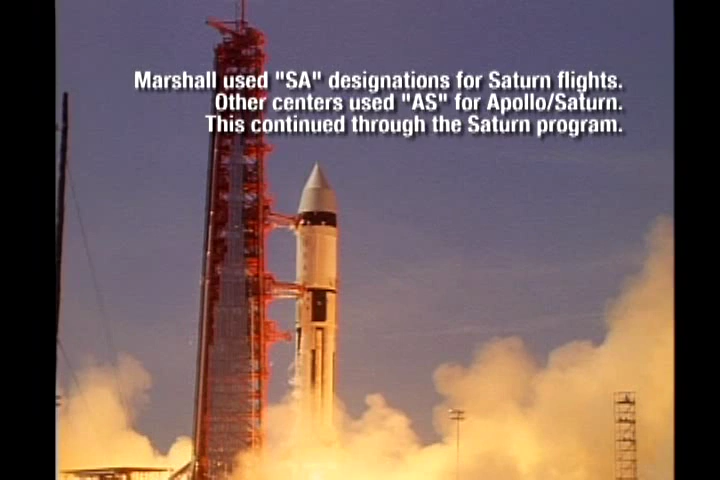 Marshall used "SA" designations for Saturn flights.
Other centers used "AS" for Apollo/Saturn.
This continued through the Saturn program.